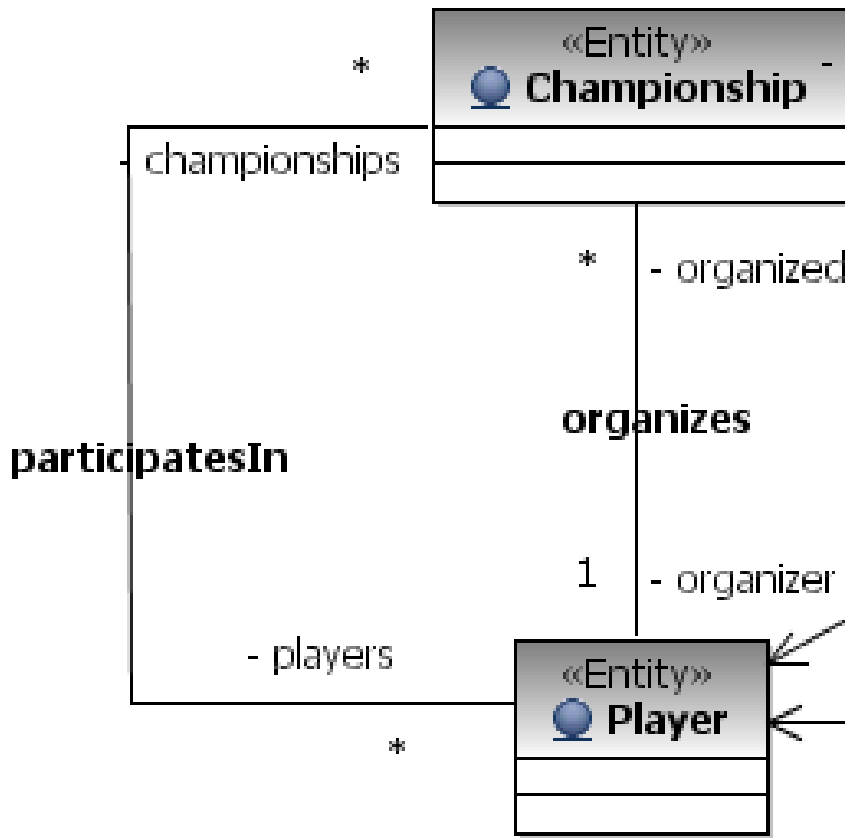 «Entity»
*
-
Championship
- championships
*
- organized
organizes
participatesIn
1
- organizer
- players
«Entity»
Player
*